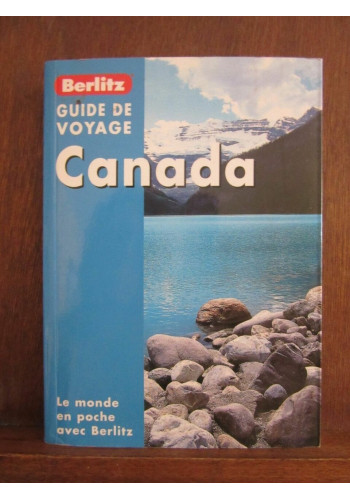 Berlitz
GUIDE DE
VOYAGE
Canada
Le monde
en poche
avec Berlitz